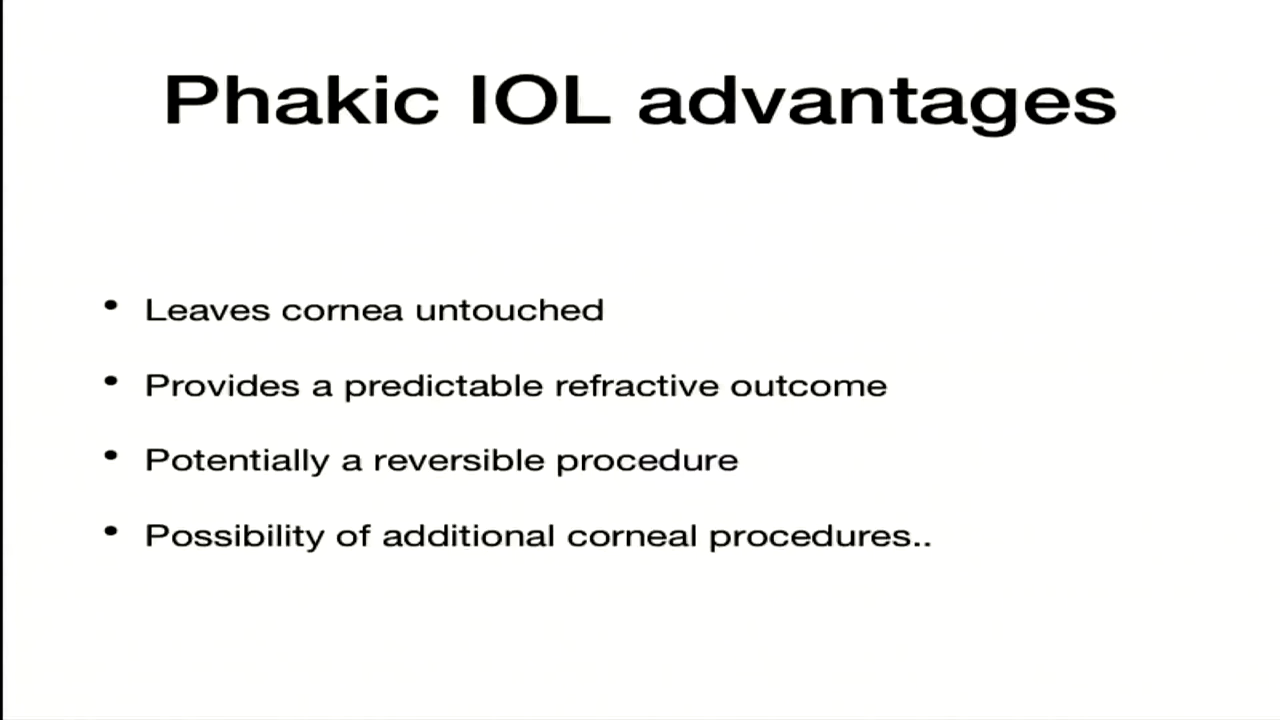 Phakic IOL advantages
• Leaves cornea untouched
• Provides a predictable refractive outcome
• Potentially a reversible procedure
• Possibility of additional corneal procedures..